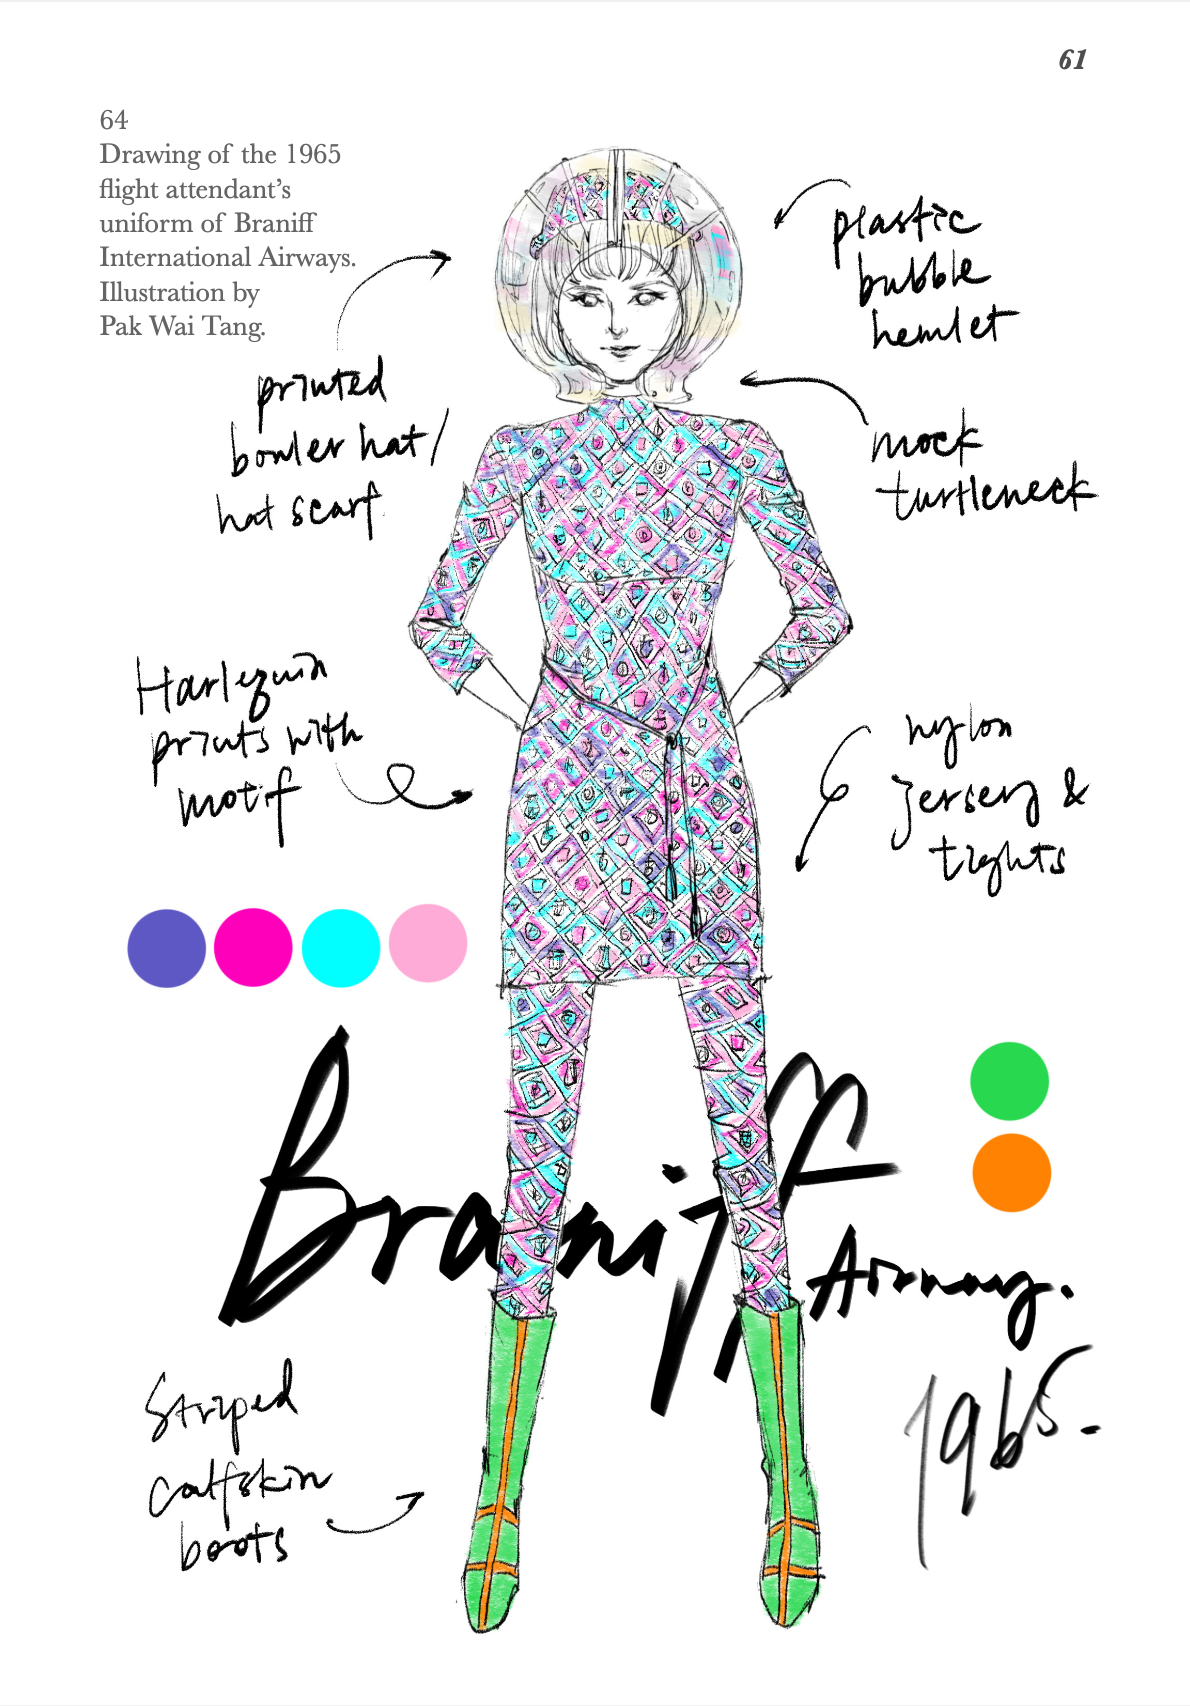 61
64
Drawing of the 1965
flight attendant’s
uniform of Braniff
International Airways.
Illustration by
Pak Wai Tang.
plastic
bubble
hemlet
printed
bowler hat/
hat scarf
mock
turtleneck
Harlequin
prints with
motif
nylon
jersey &
tights
Braniff
Airway.
1965.
Striped
calfskin
boots